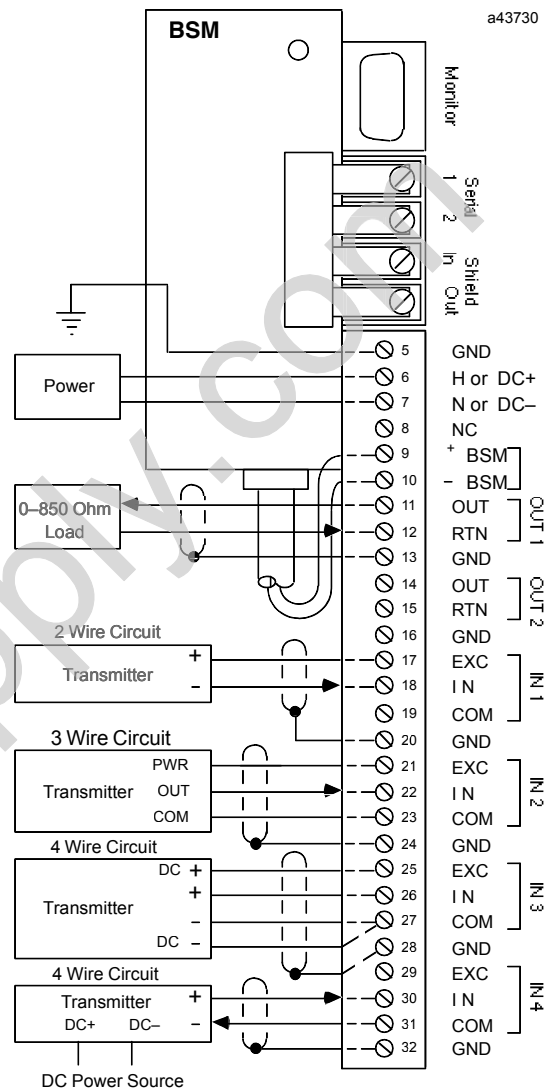 a43730
BSM
Monitor
Serial
1 2
Shield
In Out
5 GND
Power
6 H or DC+
7 N or DC–
8 NC
9 + BSM
10 – BSM
0–850 Ohm
Load
11 OUT
12 RTN
OUT 1
13 GND
14 OUT
15 RTN
OUT 2
16 GND
2 Wire Circuit
Transmitter
+ 17 EXC
– 18 IN
19 COM
IN 1
20 GND
3 Wire Circuit
Transmitter
PWR 21 EXC
OUT 22 IN
COM 23 COM
IN 2
24 GND
4 Wire Circuit
Transmitter
DC + 25 EXC
+ 26 IN
– 27 COM
IN 3
DC – 28 GND
4 Wire Circuit
Transmitter
DC+ DC–
29 EXC
+ 30 IN
– 31 COM
IN 4
32 GND
DC Power Source
pply.com